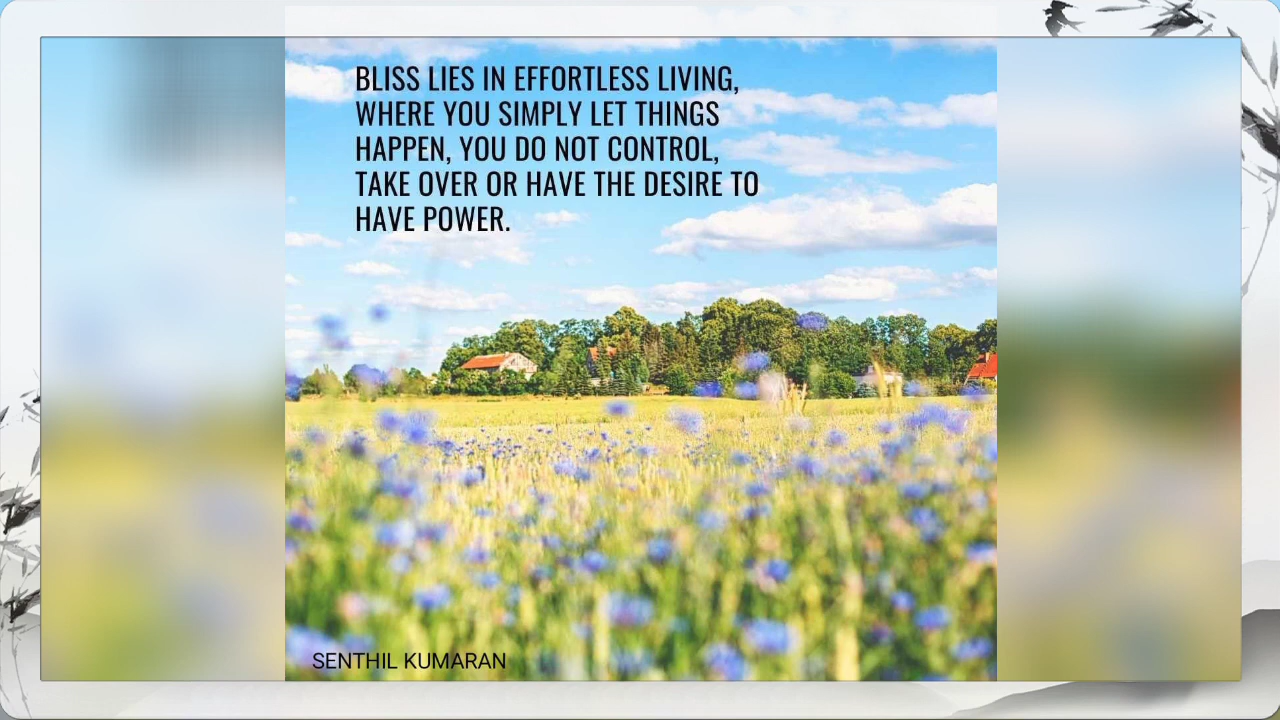 BLISS LIES IN EFFORTLESS LIVING,
WHERE YOU SIMPLY LET THINGS
HAPPEN, YOU DO NOT CONTROL,
TAKE OVER OR HAVE THE DESIRE TO
HAVE POWER.
SENTHIL KUMARAN